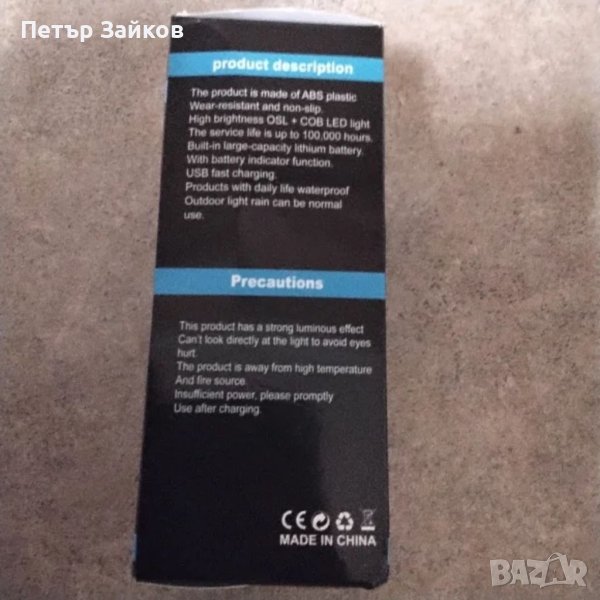 Петър Зайков
product description
The product is made of ABS plastic
Wear-resistant and non-slip.
High brightness OSL + COB LED light
The service life is up to 100,000 hours.
Built-in large-capacity lithium battery.
With battery indicator function.
USB fast charging.
Products with daily life waterproof
Outdoor light rain can be normal
use.
Precautions
This product has a strong luminous effect
Can't look directly at the light to avoid eyes
hurt.
The product is away from high temperature
And fire source.
Insufficient power, please promptly
Use after charging.
CE
MADE IN CHINA
BAZAR